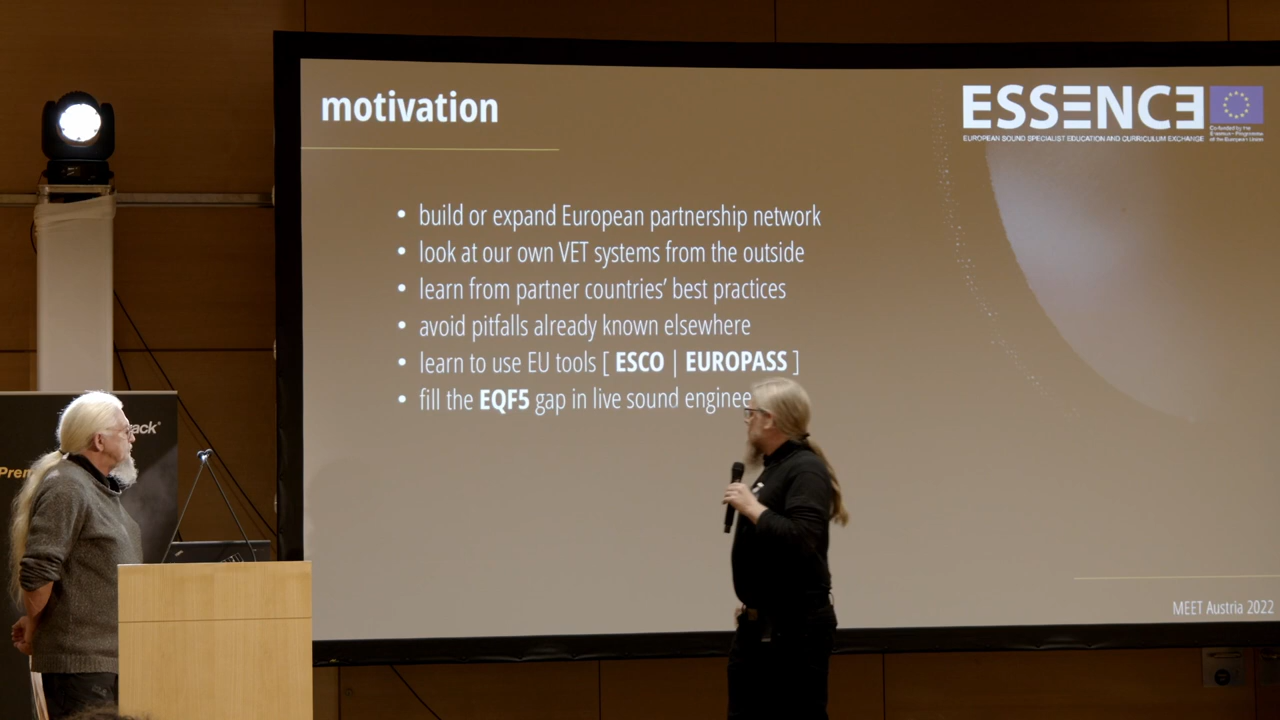 motivation
ESSENCE
EUROPEAN SOUND SPECIALIST EDUCATION AND CURRICULUM EXCHANGE
Co-funded by the
Erasmus+ Programme
of the European Union
• build or expand European partnership network
• look at our own VET systems from the outside
• learn from partner countries’ best practices
• avoid pitfalls already known elsewhere
• learn to use EU tools [ ESCO | EUROPASS ]
• fill the EQF5 gap in live sound enginee
rack®
Prem
MEET Austria 2022